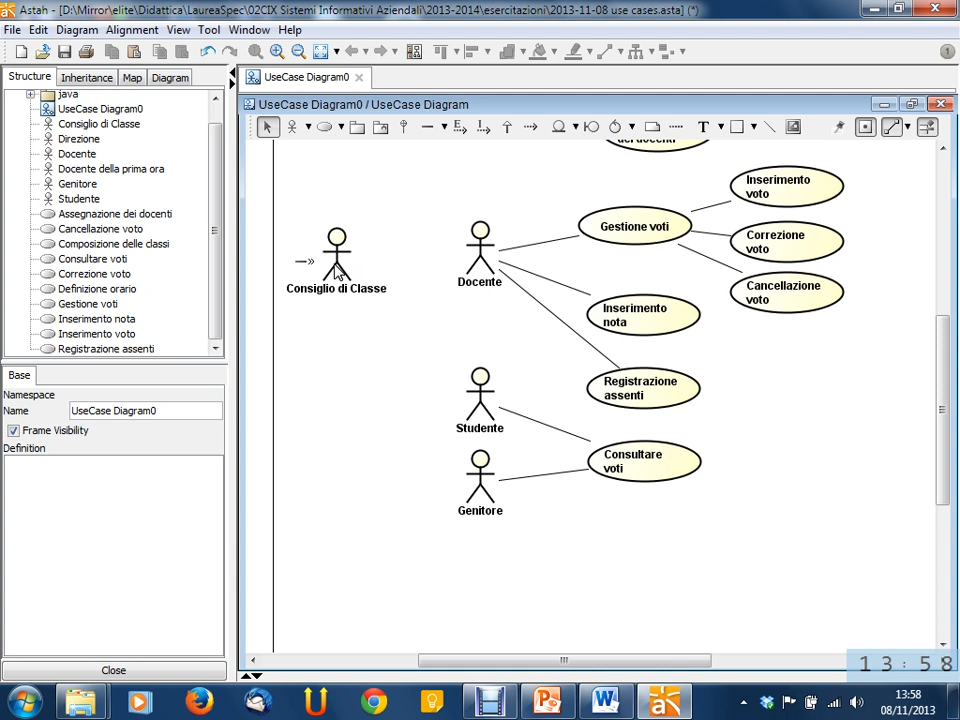 Astah - [D:\Mirror\elite\Didattica\LaureaSpec\02CIX Sistemi Informativi Aziendali\2013-2014\esercitazioni\2013-11-08 use cases.asta] (*)
File Edit Diagram Alignment View Tool Window Help
1
Structure Inheritance Map Diagram
java
UseCase Diagram0
Consiglio di Classe
Direzione
Docente
Docente della prima ora
Genitore
Studente
Assegnazione dei docenti
Cancellazione voto
Composizione delle classi
Consultare voti
Correzione voto
Definizione orario
Gestione voti
Inserimento nota
Inserimento voto
Registrazione assenti
Base
Namespace
Name UseCase Diagram0
Frame Visibility
Definition
Close
UseCase Diagram0
UseCase Diagram0 / UseCase Diagram
E I T
dei docenti
Inserimento
voto
Gestione voti
Correzione
voto
Consiglio di Classe
Docente
Cancellazione
voto
Inserimento
nota
Registrazione
assenti
Studente
Consultare
voti
Genitore
13:58
13:58
08/11/2013